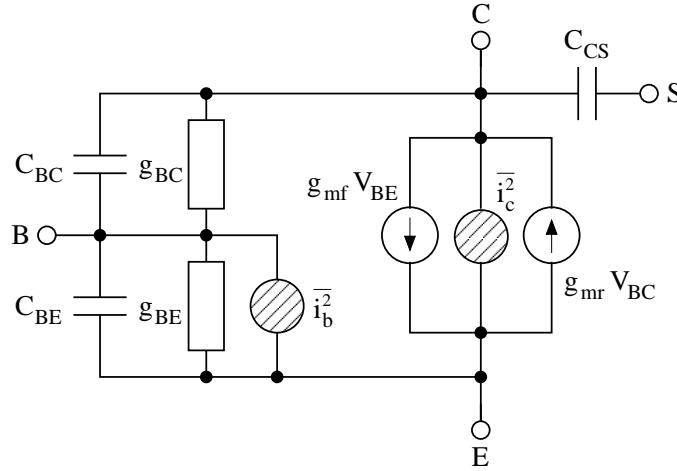 C
C_CS
S
C_BC
g_BC
g_mf V_BE
i_c^2
B
C_BE
g_BE
i_b^2
g_mr V_BC
E